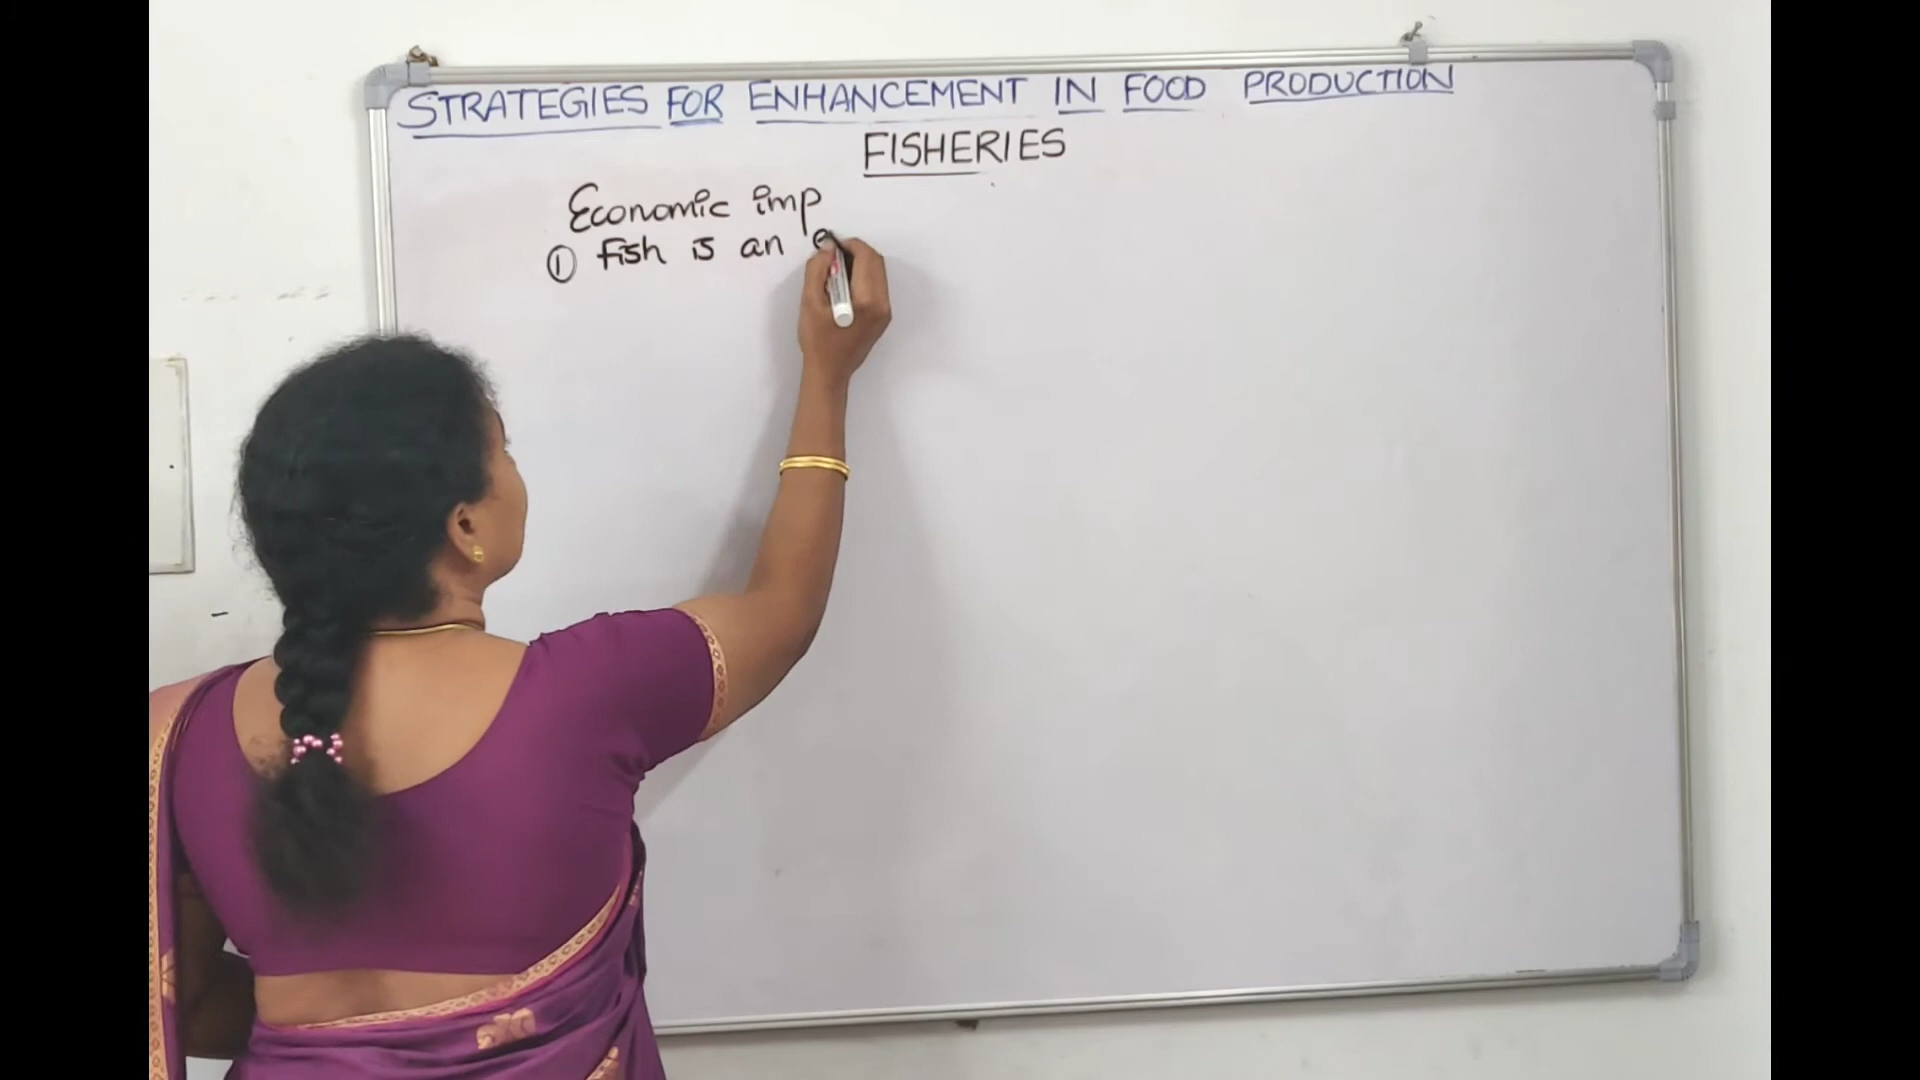 STRATEGIES FOR ENHANCEMENT IN FOOD PRODUCTION
FISHERIES
Economic imp
① Fish is an e